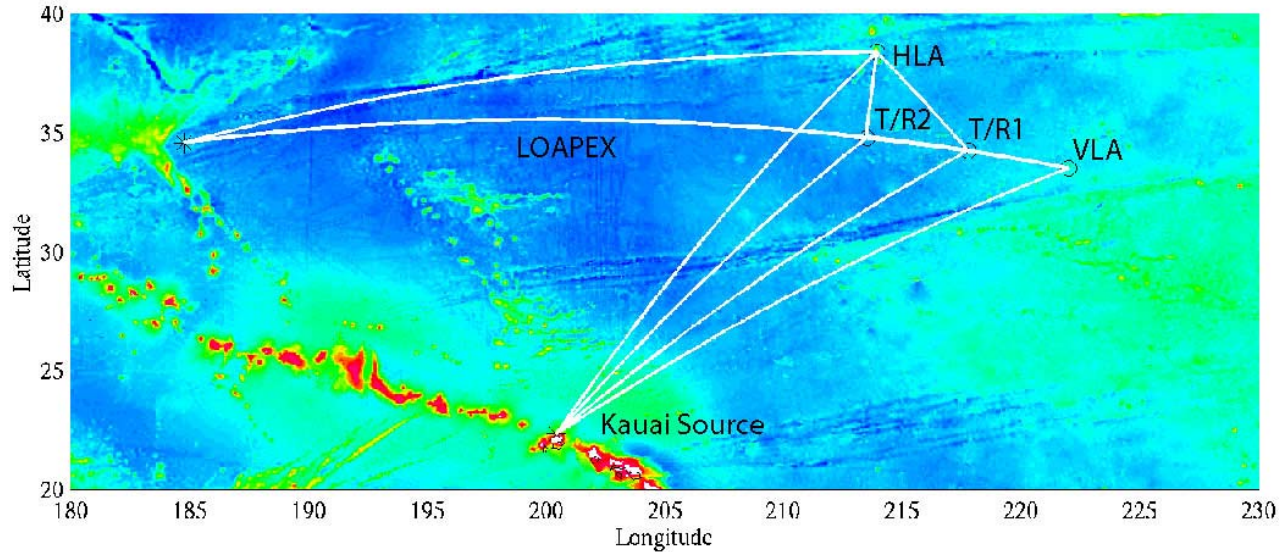 40
HLA
T/R2
T/R1
35
LOAPEX
VLA
Latitude
30
25
Kauai Source
20
180 185 190 195 200 205 210 215 220 225 230
Longitude